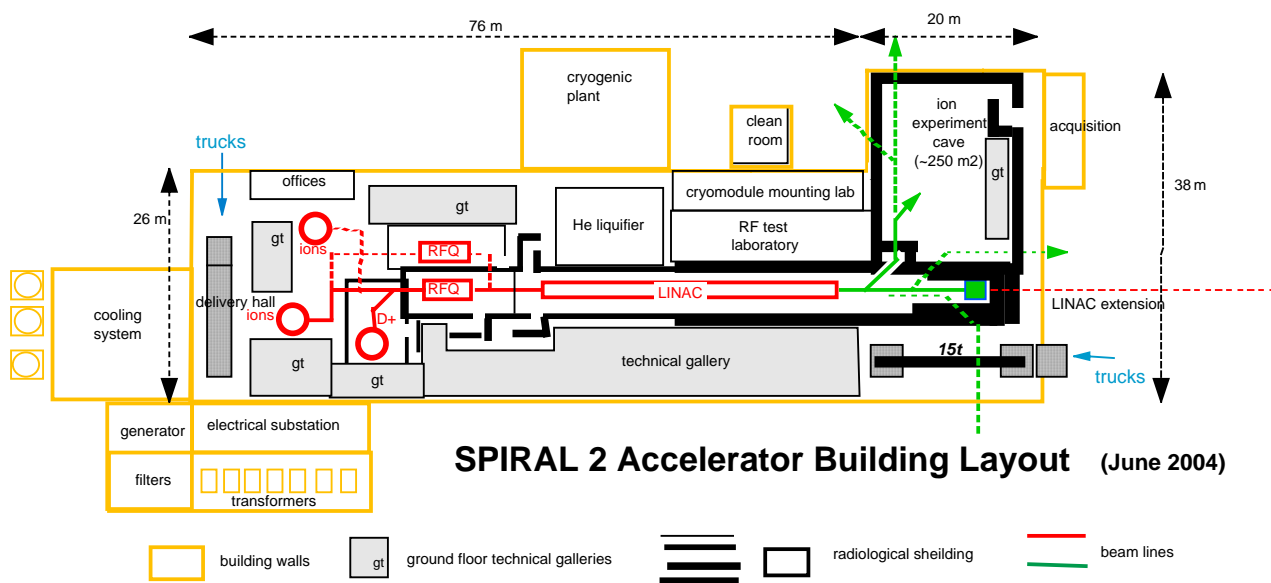 76 m
20 m
cryogenic
plant
clean
room
ion
experiment
cave
(~250 m2)
acquisition
trucks
offices
gt
cryomodule mounting lab
gt
38 m
26 m
gt
ions
He liquifier
RF test
laboratory
RFQ
RFQ
LINAC
delivery hall
ions
D+
LINAC extension
cooling
system
technical gallery
15t
gt
gt
trucks
generator
electrical substation
SPIRAL 2 Accelerator Building Layout (June 2004)
filters
transformers
building walls
gt
ground floor technical galleries
radiological sheilding
beam lines